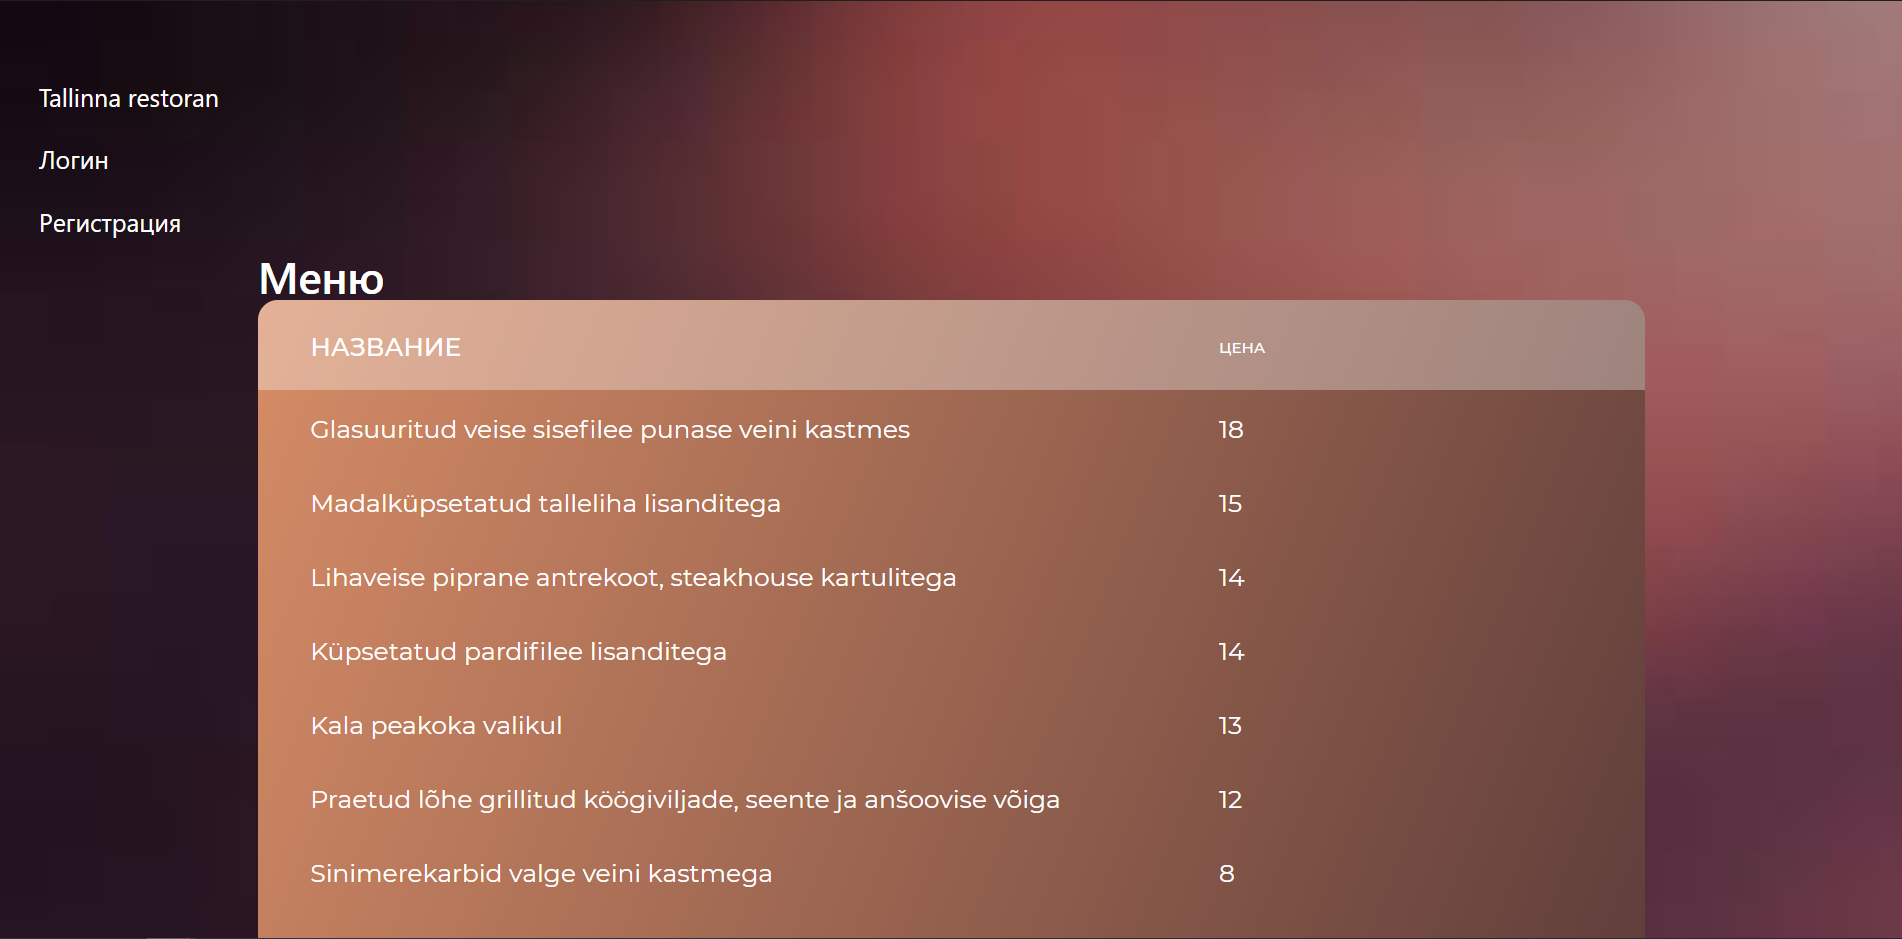 Tallinna restoran
Логин
Регистрация
Меню
НАЗВАНИЕ ЦЕНА
Glasuuritud veise sisefilee punase veini kastmes 18
Madalküpsetatud talleliha lisanditega 15
Lihaveise piprane antrekoot, steakhouse kartulitega 14
Küpsetatud pardifilee lisanditega 14
Kala peakoka valikul 13
Praetud lõhe grillitud köögiviljade, seente ja anšoovise võiga 12
Sinimerekarbid valge veini kastmega 8